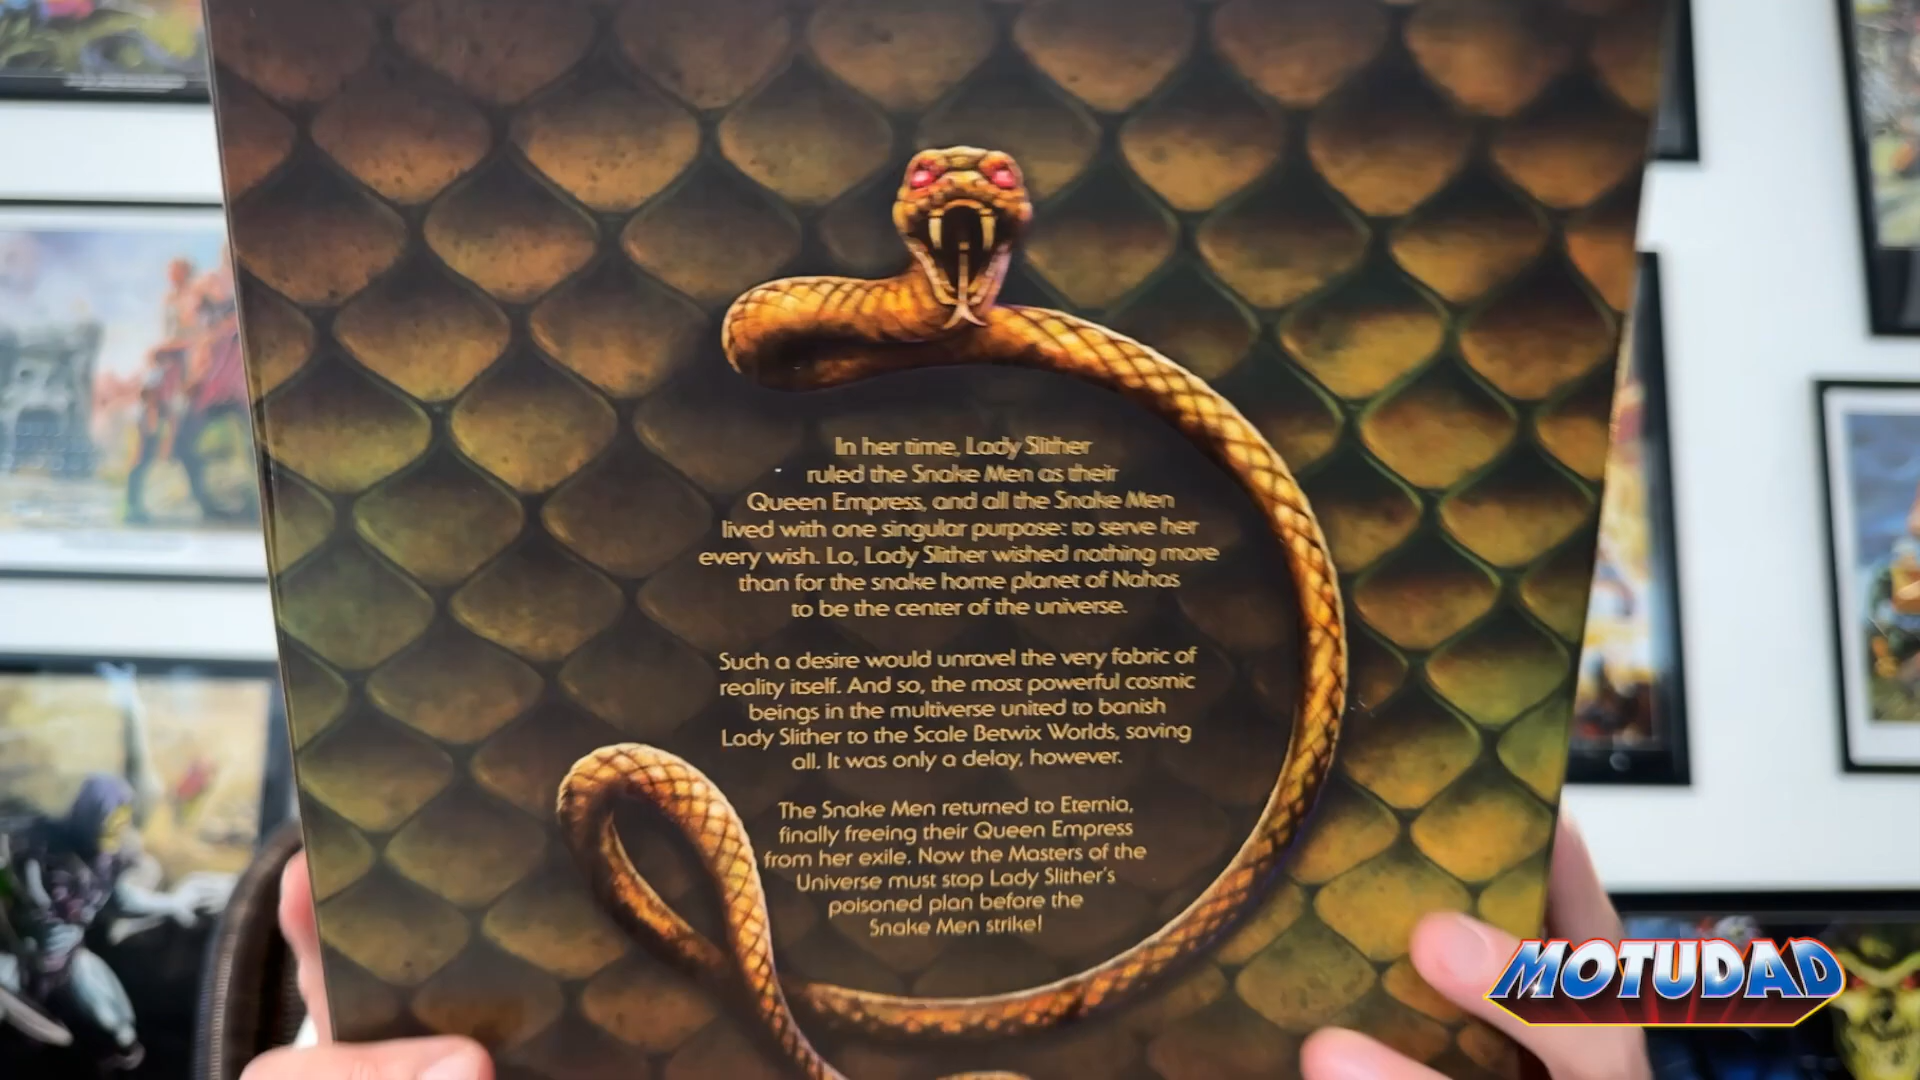 In her time, Lady Slither
ruled the Snake Men as their
Queen Empress, and all the Snake Men
lived with one singular purpose: to serve her
every wish. Lo, Lady Slither wished nothing more
than for the snake home planet of Nahas
to be the center of the universe.
Such a desire would unravel the very fabric of
reality itself. And so, the most powerful cosmic
beings in the multiverse united to banish
Lady Slither to the Scale Betwix Worlds, saving
all. It was only a delay, however.
The Snake Men returned to Eternia,
finally freeing their Queen Empress
from her exile. Now the Masters of the
Universe must stop Lady Slither's
poisoned plan before the
Snake Men strike!
MOTUDAD